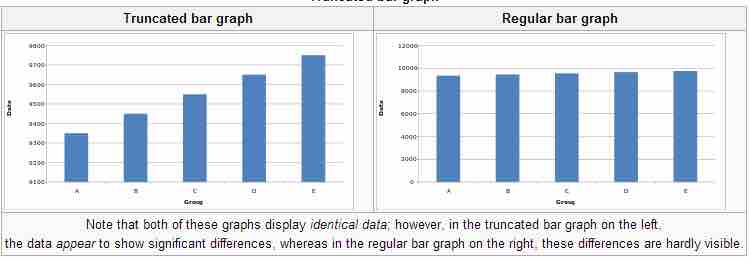 Truncated bar graph
Truncated bar graph
Regular bar graph
9800
9700
9600
9500
9400
9300
9200
9100
Data
A B C D E
Group
12000
10000
8000
6000
4000
2000
0
Data
A B C D E
Group
Note that both of these graphs display identical data; however, in the truncated bar graph on the left,
the data appear to show significant differences, whereas in the regular bar graph on the right, these differences are hardly visible.